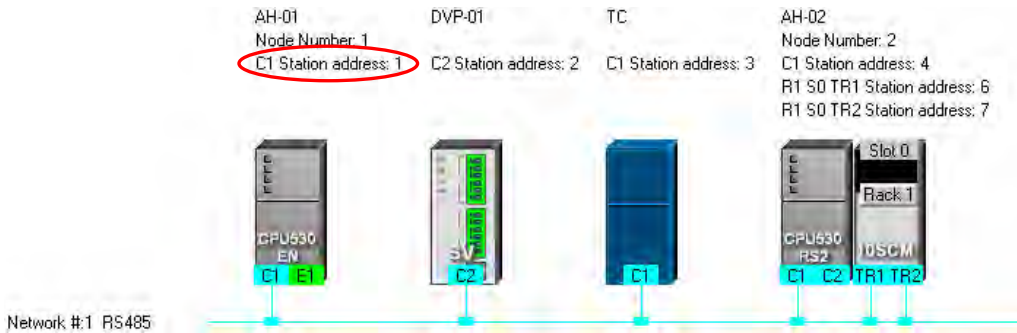 AH-01
Node Number: 1
C1 Station address: 1
DVP-01
C2 Station address: 2
TC
C1 Station address: 3
AH-02
Node Number: 2
C1 Station address: 4
R1 S0 TR1 Station address: 6
R1 S0 TR2 Station address: 7
CPU530
EN
C1 E1
SV
C2
C1
CPU530
RS2
C1 C2
Slot 0
Rack 1
10SCM
TR1 TR2
Network #:1 RS485